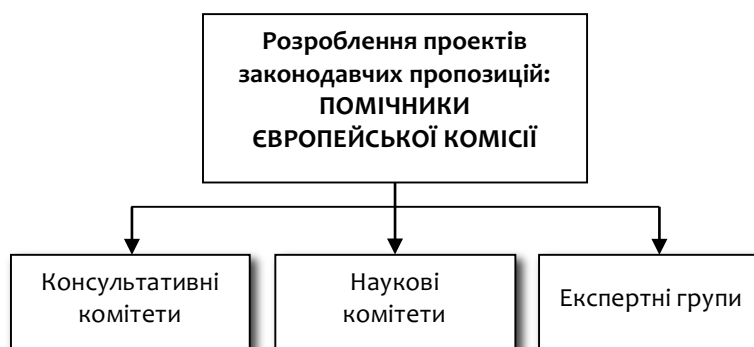 Розроблення проектів
законодавчих пропозицій:
ПОМІЧНИКИ
ЄВРОПЕЙСЬКОЇ КОМІСІЇ
Консультативні
комітети
Наукові
комітети
Експертні групи